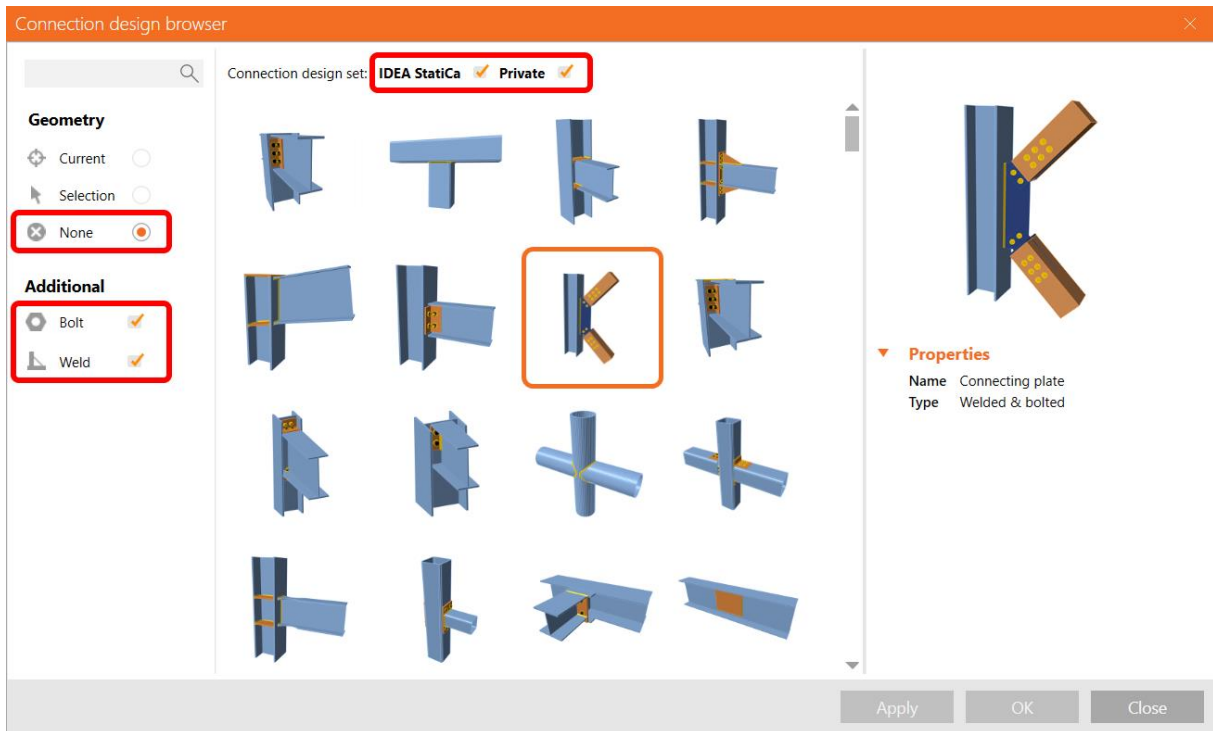 Connection design browser
Connection design set: IDEA StatiCa Private
Geometry
Current
Selection
None
Additional
Bolt
Weld
Properties
Name Connecting plate
Type Welded & bolted
Apply OK Close